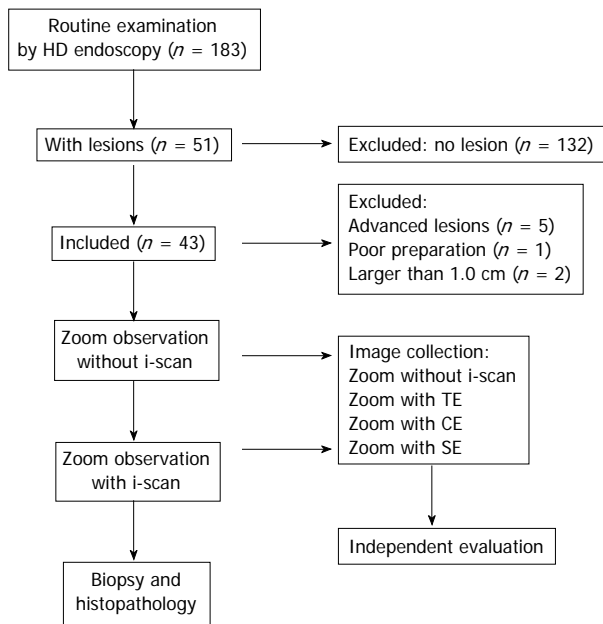 Routine examination
by HD endoscopy (n = 183)
With lesions (n = 51)
Excluded: no lesion (n = 132)
Included (n = 43)
Excluded:
Advanced lesions (n = 5)
Poor preparation (n = 1)
Larger than 1.0 cm (n = 2)
Zoom observation
without i-scan
Image collection:
Zoom without i-scan
Zoom with TE
Zoom with CE
Zoom with SE
Zoom observation
with i-scan
Independent evaluation
Biopsy and
histopathology